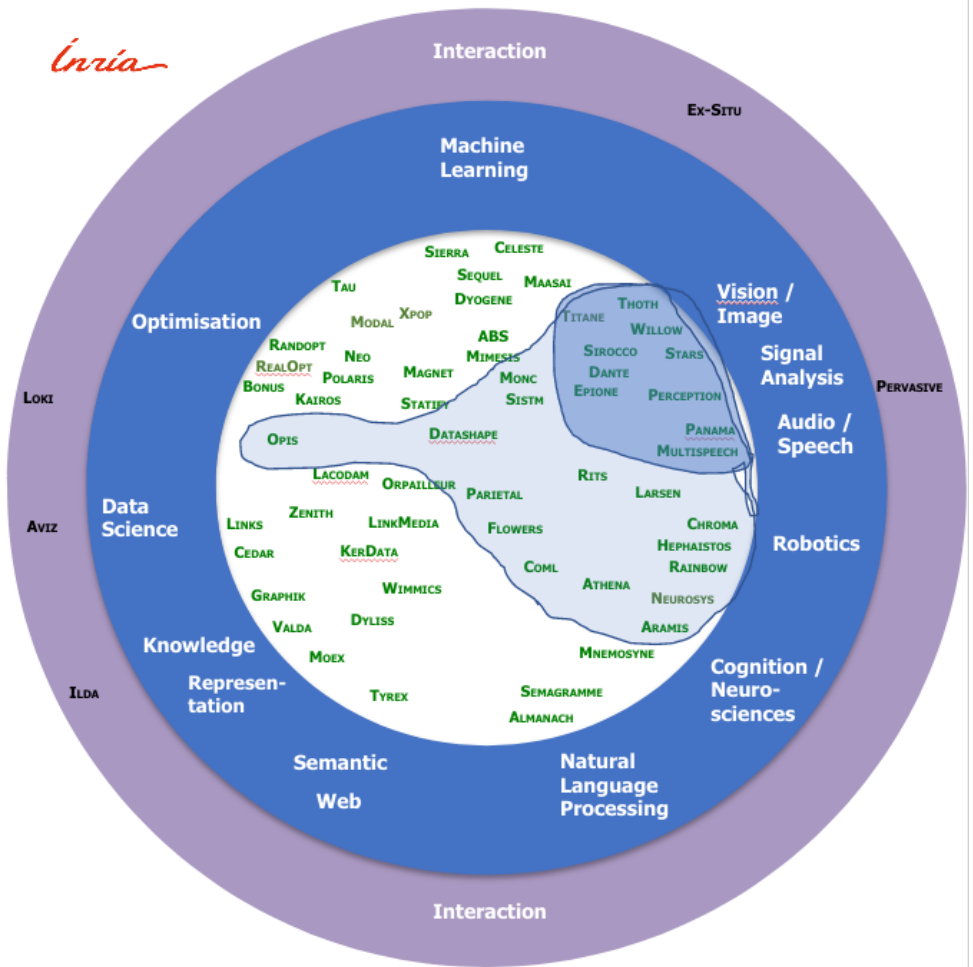 Inria
Interaction
Ex-Situ
Machine
Learning
Sierra
Celeste
Sequel
Maasai
Tau
Dyogene
Vision /
Image
Thoth
Titane
Xpop
Modal
Willow
Optimisation
ABS
Randopt
Neo
Mimesis
Sirocco
Stars
Signal
Analysis
RealOpt
Polaris
Magnet
Monc
Dante
Bonus
Epione
Perception
Pervasive
Loki
Kairos
Statify
Sistm
Audio /
Speech
Opis
Datashape
Panama
Multispeech
Lacodam
Orpailleur
Parietal
Rits
Larsen
Data
Science
Zenith
Links
LinkMedia
Flowers
Chroma
Aviz
Cedar
KerData
Hephaistos
Robotics
Coml
Rainbow
Graphik
Wimmics
Athena
Neurosys
Valda
Dyliss
Aramis
Knowledge
Represen-
tation
Moex
Mnemosyne
Cognition /
Neuro-
sciences
Ilda
Tyrex
Semagramme
Almanach
Semantic
Web
Natural
Language
Processing
Interaction